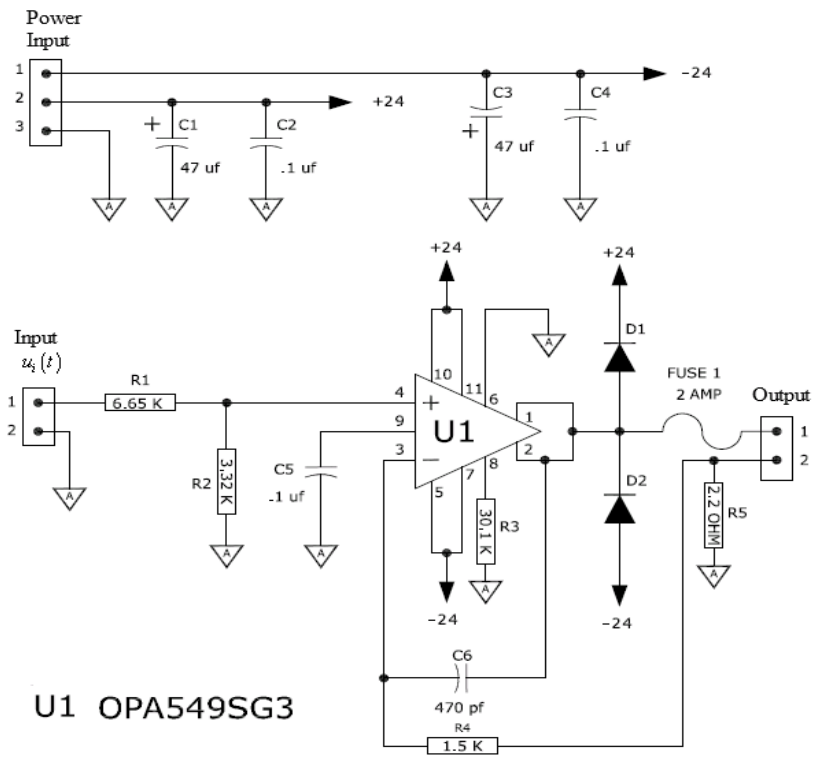 Power
Input
1
2
3
-24
+24
+
C1
47 uf
C2
.1 uf
C3
+
47 uf
C4
.1 uf
A
A
A
A
A
+24
+24
A
D1
Input
u_i(t)
1
2
A
R1
6.65 K
R2
3.32 K
A
C5
.1 uf
A
4
9
3
10
11
6
+
−
U1
1
2
5
7
8
30.1 K
R3
A
-24
FUSE 1
2 AMP
Output
1
2
D2
2.2 OHM
R5
A
-24
C6
470 pf
R4
1.5 K
U1 OPA549SG3